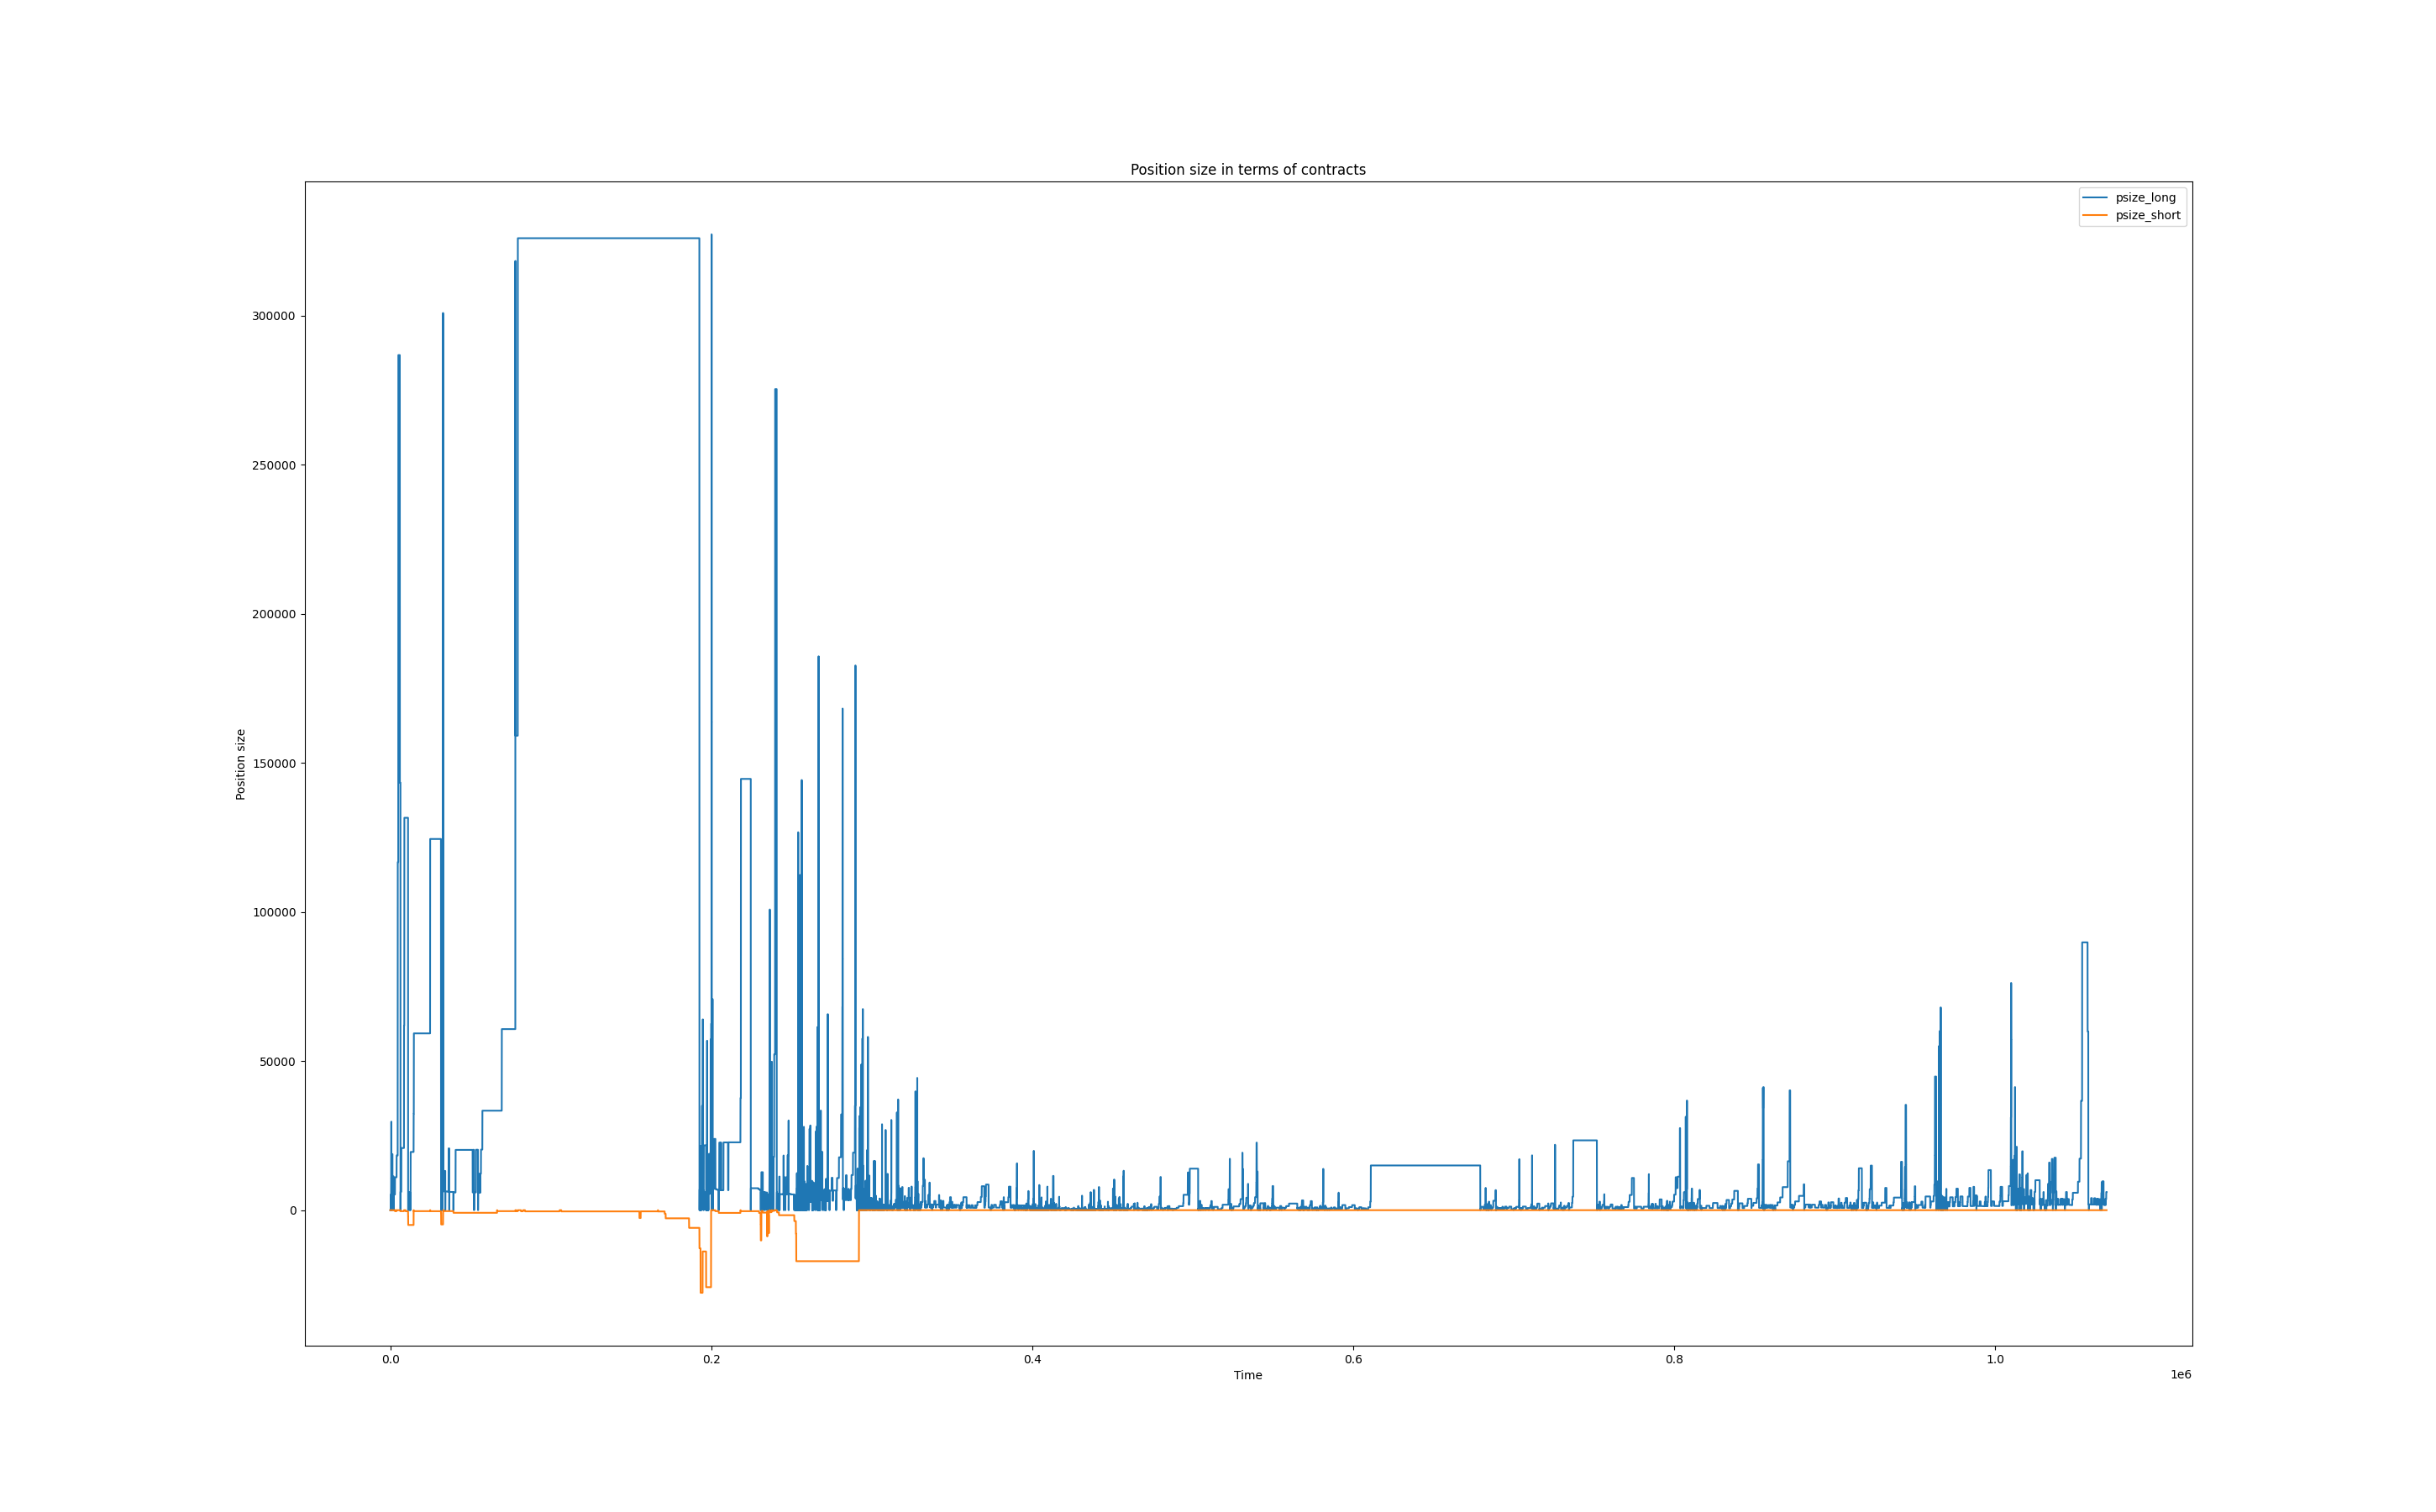 Position size in terms of contracts
psize_long
psize_short
Position size
300000
250000
200000
150000
100000
50000
0
0.0 0.2 0.4 0.6 0.8 1.0
Time
1e6